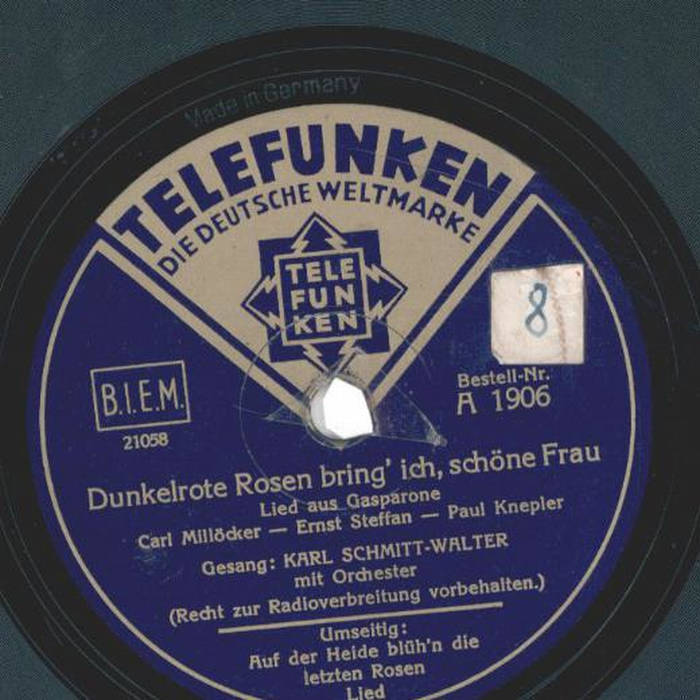 Made in Germany
TELEFUNKEN
DIE DEUTSCHE WELTMARKE
TELE
FUN
KEN
8
B.I.E.M.
21058
Bestell-Nr.
A 1906
Dunkelrote Rosen bring' ich, schöne Frau
Lied aus Gasparone
Carl Millöcker — Ernst Steffan — Paul Knepler
Gesang: KARL SCHMITT-WALTER
mit Orchester
(Recht zur Radioverbreitung vorbehalten.)
Umseitig:
Auf der Heide blüh'n die
letzten Rosen
Lied